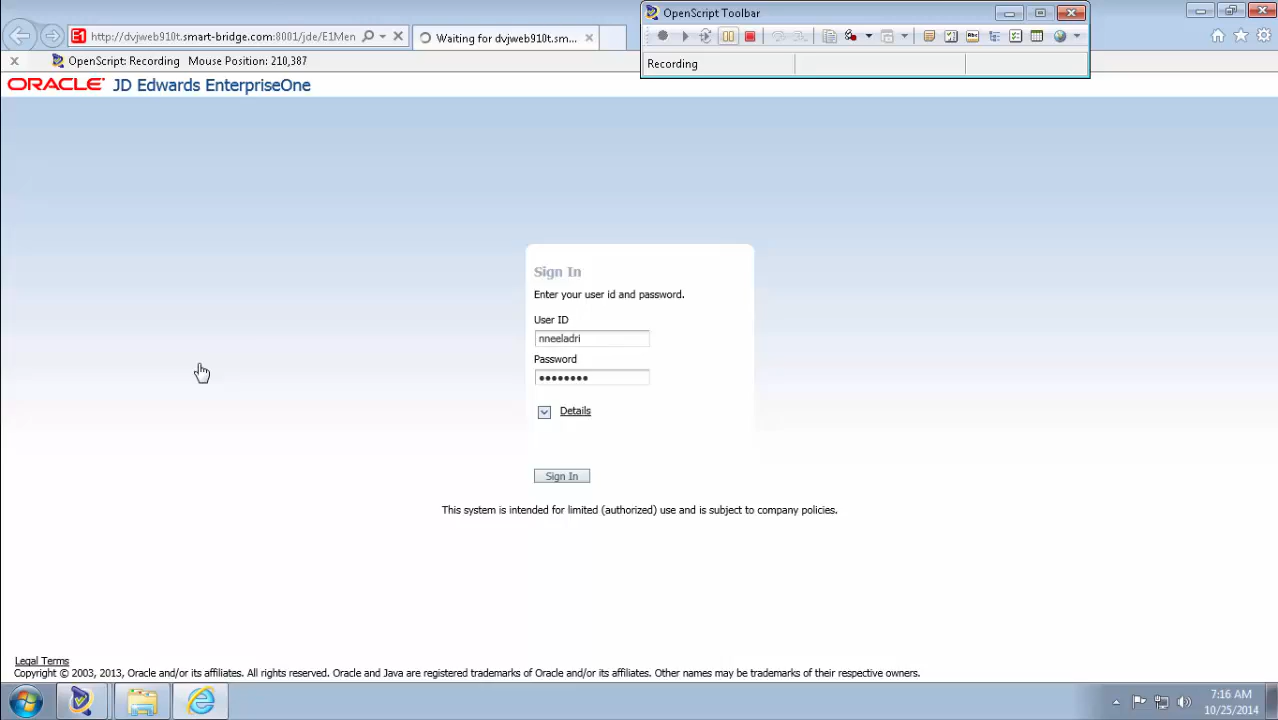 OpenScript Toolbar
http://dvjweb910t.smart-bridge.com:8001/jde/E1Men
Waiting for dvjweb910t.sm...
OpenScript: Recording Mouse Position: 210,387
Recording
ORACLE JD Edwards EnterpriseOne
Sign In
Enter your user id and password.
User ID
nneeladri
Password
••••••••
Details
Sign In
This system is intended for limited (authorized) use and is subject to company policies.
Legal Terms
Copyright © 2003, 2013, Oracle and/or its affiliates. All rights reserved. Oracle and Java are registered trademarks of Oracle and/or its affiliates. Other names may be trademarks of their respective owners.
7:16 AM
10/25/2014